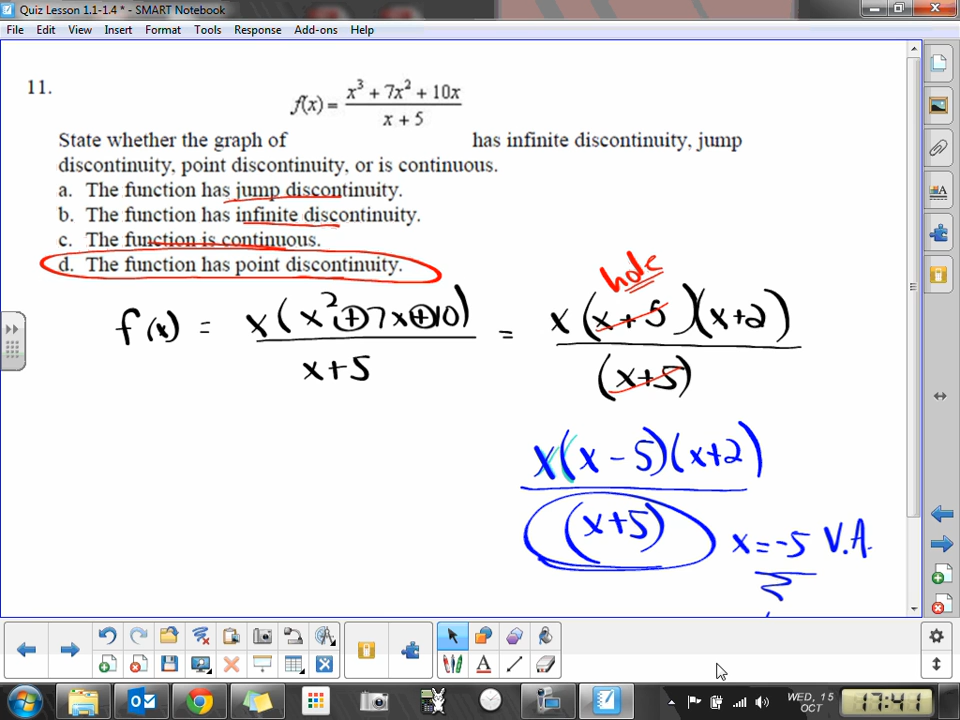 Quiz Lesson 1.1-1.4 * - SMART Notebook
File Edit View Insert Format Tools Response Add-ons Help
11.
f(x) = x³ + 7x² + 10x / x + 5
State whether the graph of has infinite discontinuity, jump
discontinuity, point discontinuity, or is continuous.
a. The function has jump discontinuity.
b. The function has infinite discontinuity.
c. The function is continuous.
d. The function has point discontinuity.
hole
f(x) = x(x²+7x+10) / x+5 = x(x+5)(x+2) / (x+5)
x(x-5)(x+2) / (x+5)
x=-5 V.A.
WED, 15
OCT
17:41